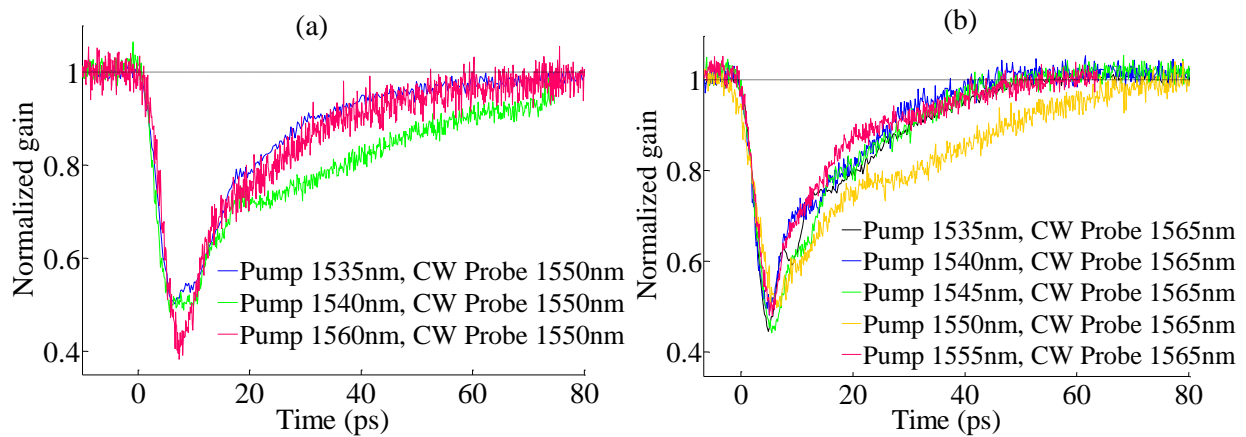 (a)
Normalized gain
1
0.8
0.6
0.4
Pump 1535nm, CW Probe 1550nm
Pump 1540nm, CW Probe 1550nm
Pump 1560nm, CW Probe 1550nm
0 20 40 60 80
Time (ps)
(b)
Normalized gain
1
0.8
0.6
0.4
Pump 1535nm, CW Probe 1565nm
Pump 1540nm, CW Probe 1565nm
Pump 1545nm, CW Probe 1565nm
Pump 1550nm, CW Probe 1565nm
Pump 1555nm, CW Probe 1565nm
0 20 40 60 80
Time (ps)